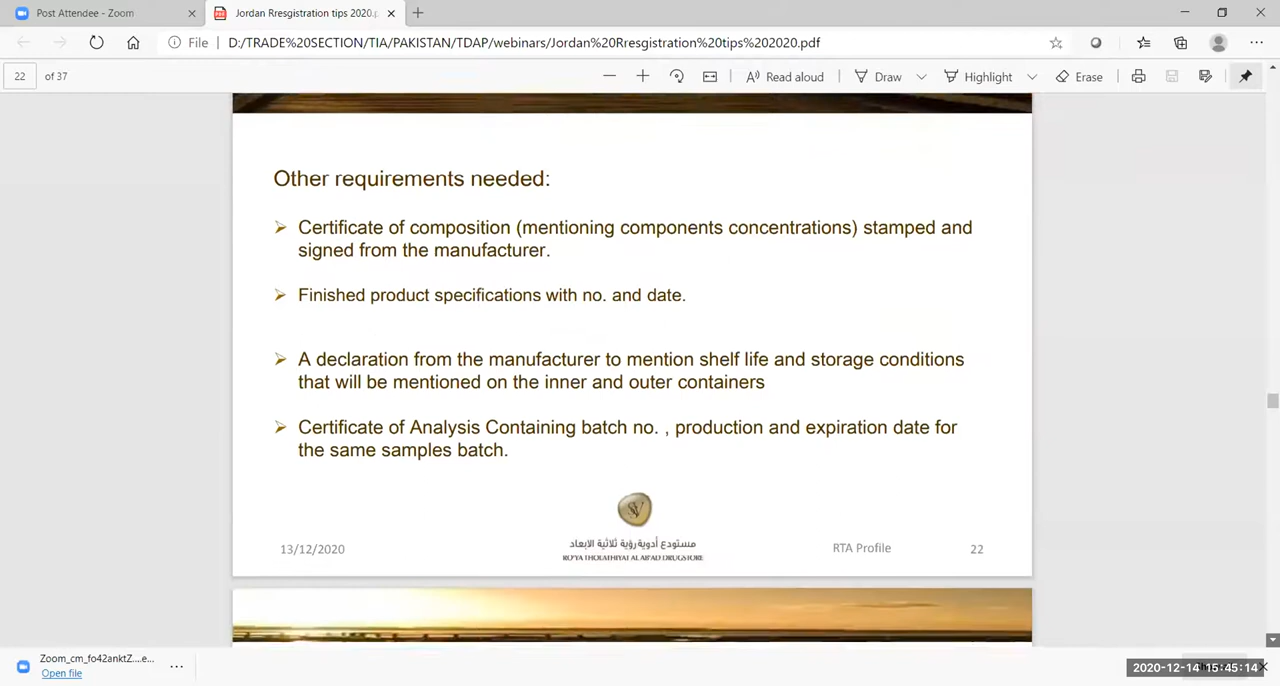 Post Attendee - Zoom
Jordan Rresgistration tips 2020.p
File
D:/TRADE%20SECTION/TIA/PAKISTAN/TDAP/webinars/Jordan%20Rresgistration%20tips%202020.pdf
22 of 37
Read aloud
Draw
Highlight
Erase
Other requirements needed:
Certificate of composition (mentioning components concentrations) stamped and
signed from the manufacturer.
Finished product specifications with no. and date.
A declaration from the manufacturer to mention shelf life and storage conditions
that will be mentioned on the inner and outer containers
Certificate of Analysis Containing batch no. , production and expiration date for
the same samples batch.
مستودع أدوية رؤية ثلاثية الابعاد
RO'YA THOLATHIYAT AL AB'AD DRUGSTORE
13/12/2020
RTA Profile
22
Zoom_cm_fo42anktZ....e...
Open file
2020-12-14 15:45:14